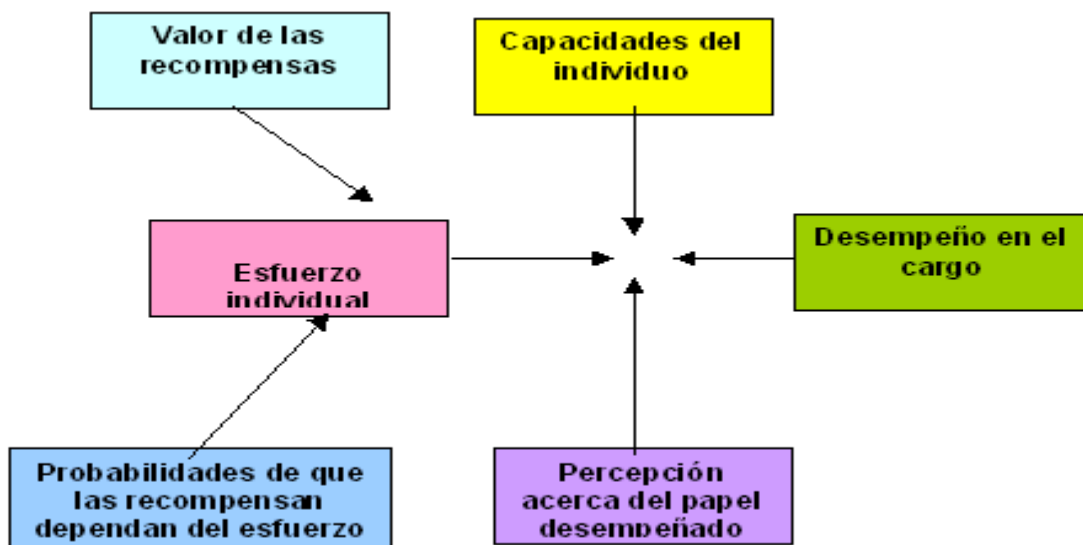 Valor de las
recompensas
Capacidades del
individuo
Esfuerzo
individual
Desempeño en el
cargo
Probabilidades de que
las recompensan
dependan del esfuerzo
Percepción
acerca del papel
desempeñado